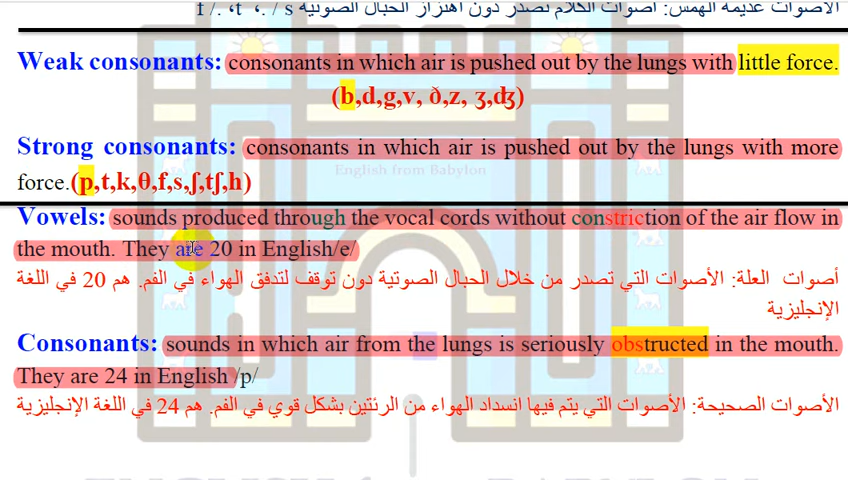 الأصوات عديمة الهمس: أصوات الكلام تصدر دون اهتزاز الحبال الصوتية f /. ،t ،. / s
Weak consonants: consonants in which air is pushed out by the lungs with little force.
(b,d,g,v, ð,z, ʒ,ʤ)
Strong consonants: consonants in which air is pushed out by the lungs with more
force.(p,t,k,θ,f,s,ʃ,tʃ,h)
English from Babylon
Vowels: sounds produced through the vocal cords without constriction of the air flow in
the mouth. They are 20 in English/e/
أصوات العلة: الأصوات التي تصدر من خلال الحبال الصوتية دون توقف لتدفق الهواء في الفم. هم 20 في اللغة
الإنجليزية
Consonants: sounds in which air from the lungs is seriously obstructed in the mouth.
They are 24 in English /p/
الأصوات الصحيحة: الأصوات التي يتم فيها انسداد الهواء من الرئتين بشكل قوي في الفم. هم 24 في اللغة الإنجليزية